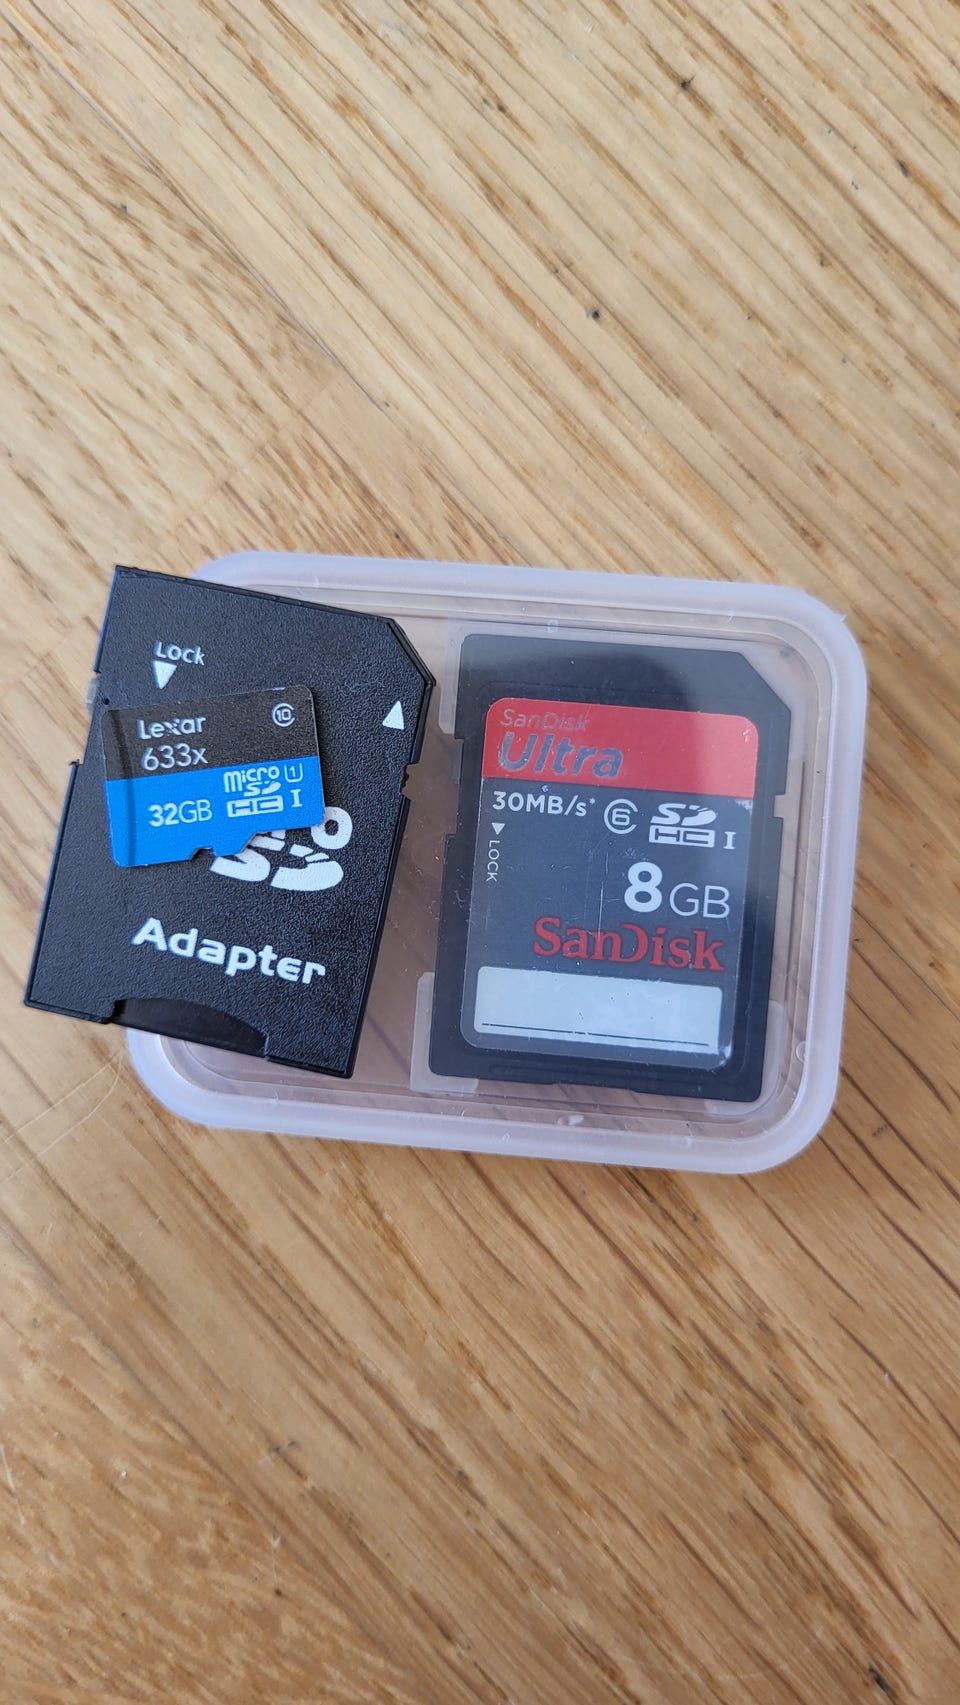 Lock
Lexar
633x
10
micro SD HC I
U1
32GB
SD
Adapter
SanDisk
Ultra
30MB/s*
6
SD HC I
LOCK
8GB
SanDisk